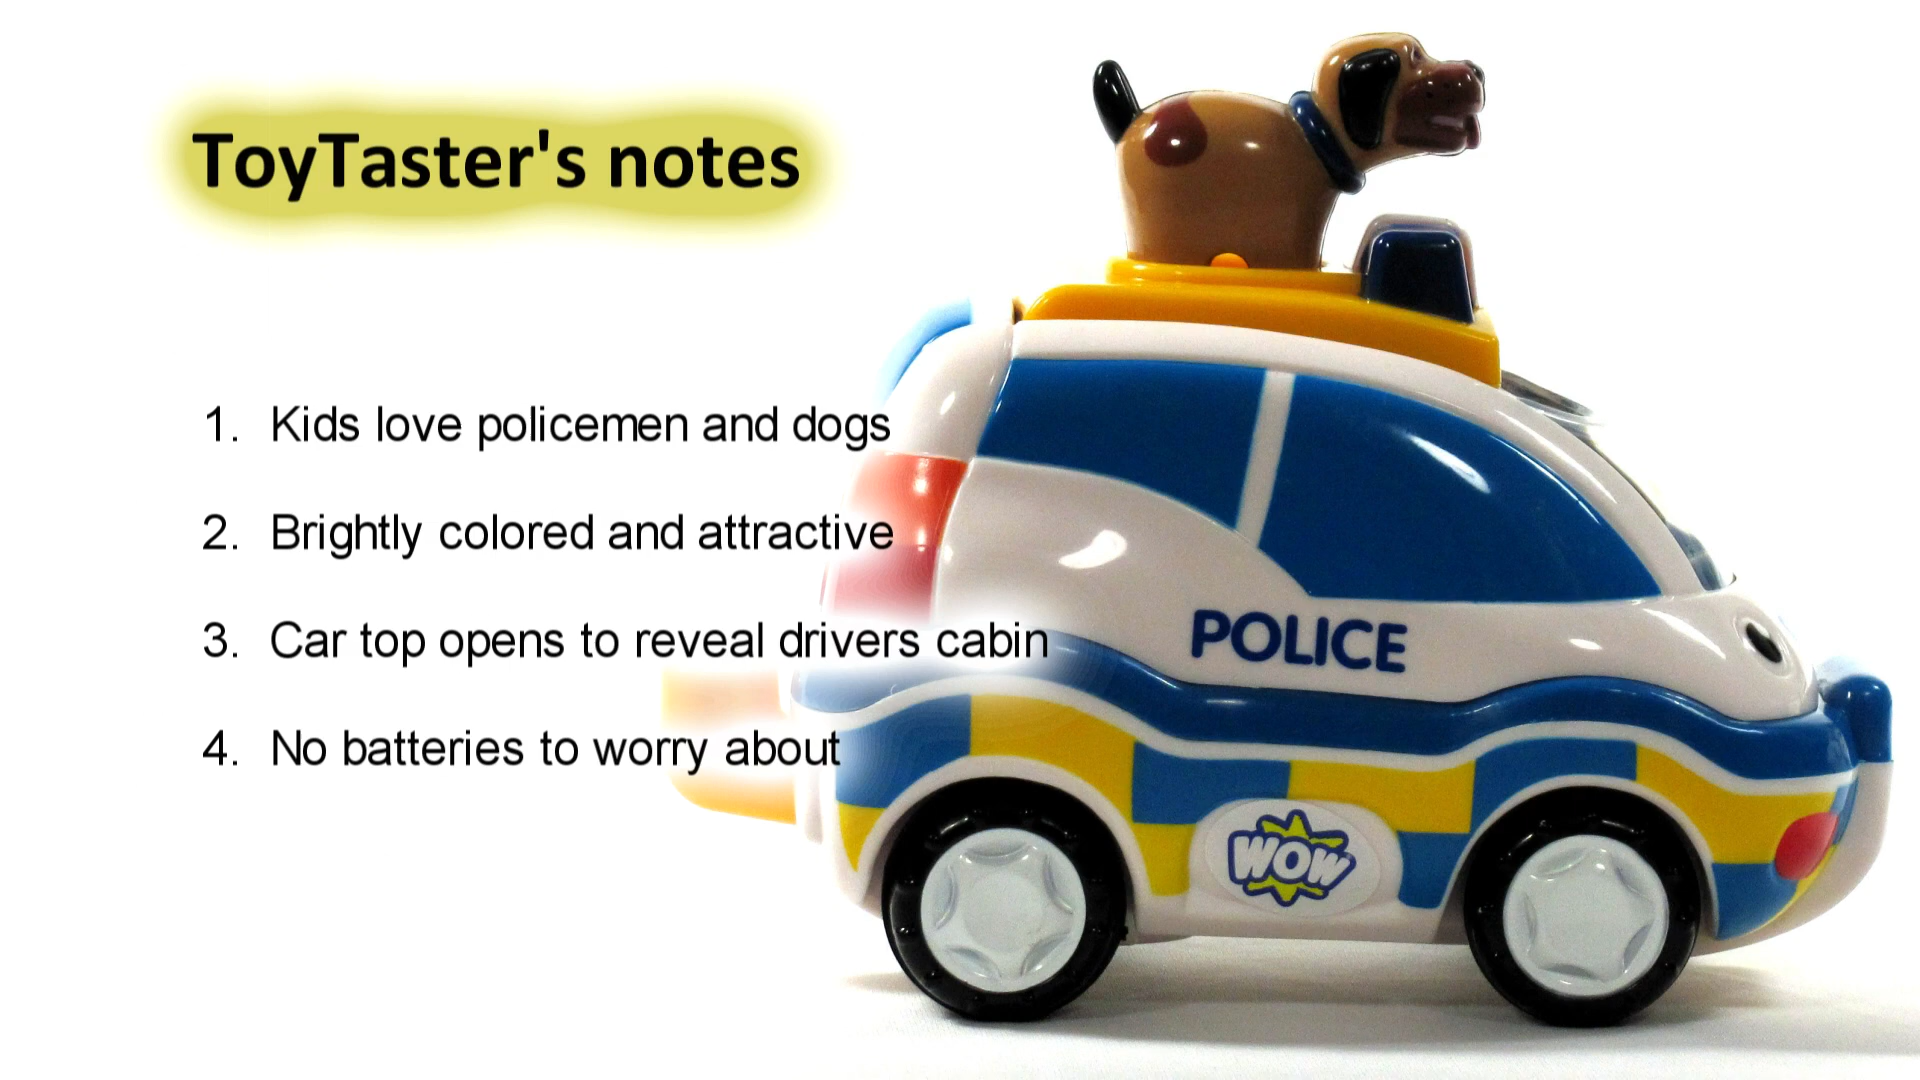 ToyTaster's notes
1. Kids love policemen and dogs
2. Brightly colored and attractive
3. Car top opens to reveal drivers cabin
4. No batteries to worry about
POLICE
WOW